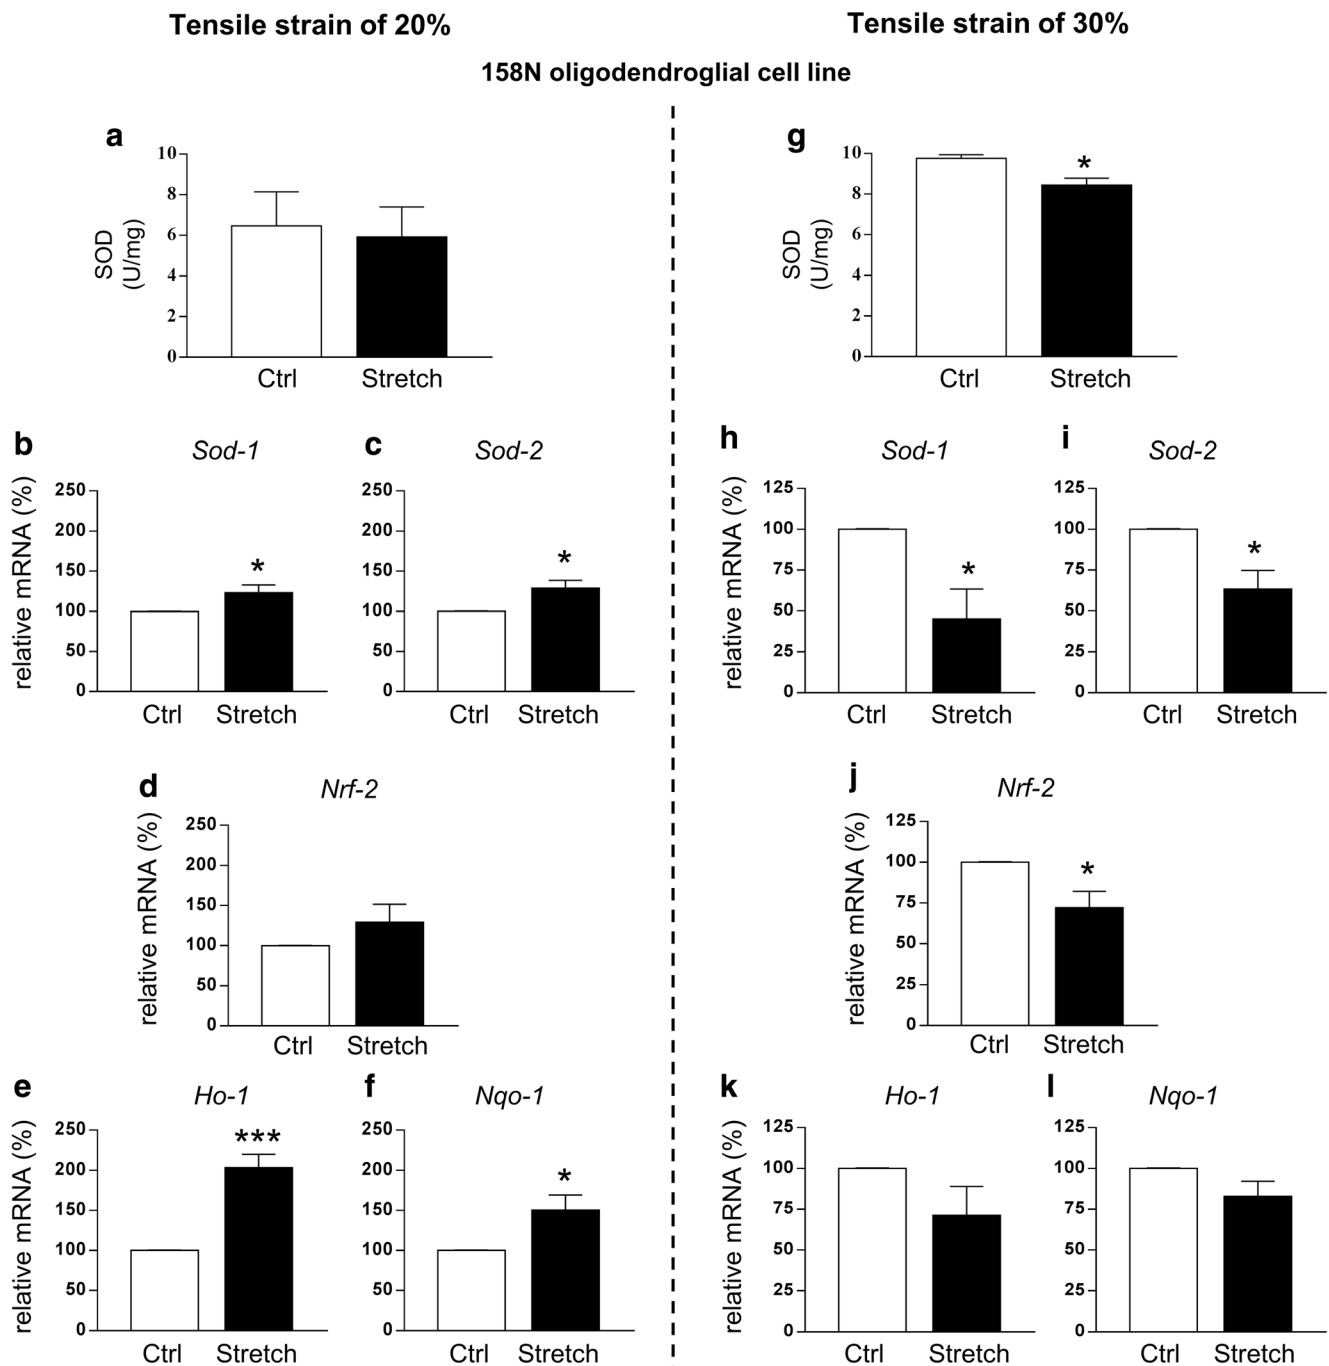 Tensile strain of 20%
Tensile strain of 30%
158N oligodendroglial cell line
a
SOD
(U/mg)
10
8
6
4
2
0
Ctrl Stretch
g
SOD
(U/mg)
10
8
6
4
2
0
*
Ctrl Stretch
b Sod-1
relative mRNA (%)
250
200
150
100
50
0
*
Ctrl Stretch
c Sod-2
250
200
150
100
50
0
*
Ctrl Stretch
h Sod-1
relative mRNA (%)
125
100
75
50
25
0
*
Ctrl Stretch
i Sod-2
125
100
75
50
25
0
*
Ctrl Stretch
d Nrf-2
relative mRNA (%)
250
200
150
100
50
0
Ctrl Stretch
j Nrf-2
relative mRNA (%)
125
100
75
50
25
0
*
Ctrl Stretch
e Ho-1
relative mRNA (%)
250
200
150
100
50
0
***
Ctrl Stretch
f Nqo-1
250
200
150
100
50
0
*
Ctrl Stretch
k Ho-1
relative mRNA (%)
125
100
75
50
25
0
Ctrl Stretch
l Nqo-1
125
100
75
50
25
0
Ctrl Stretch